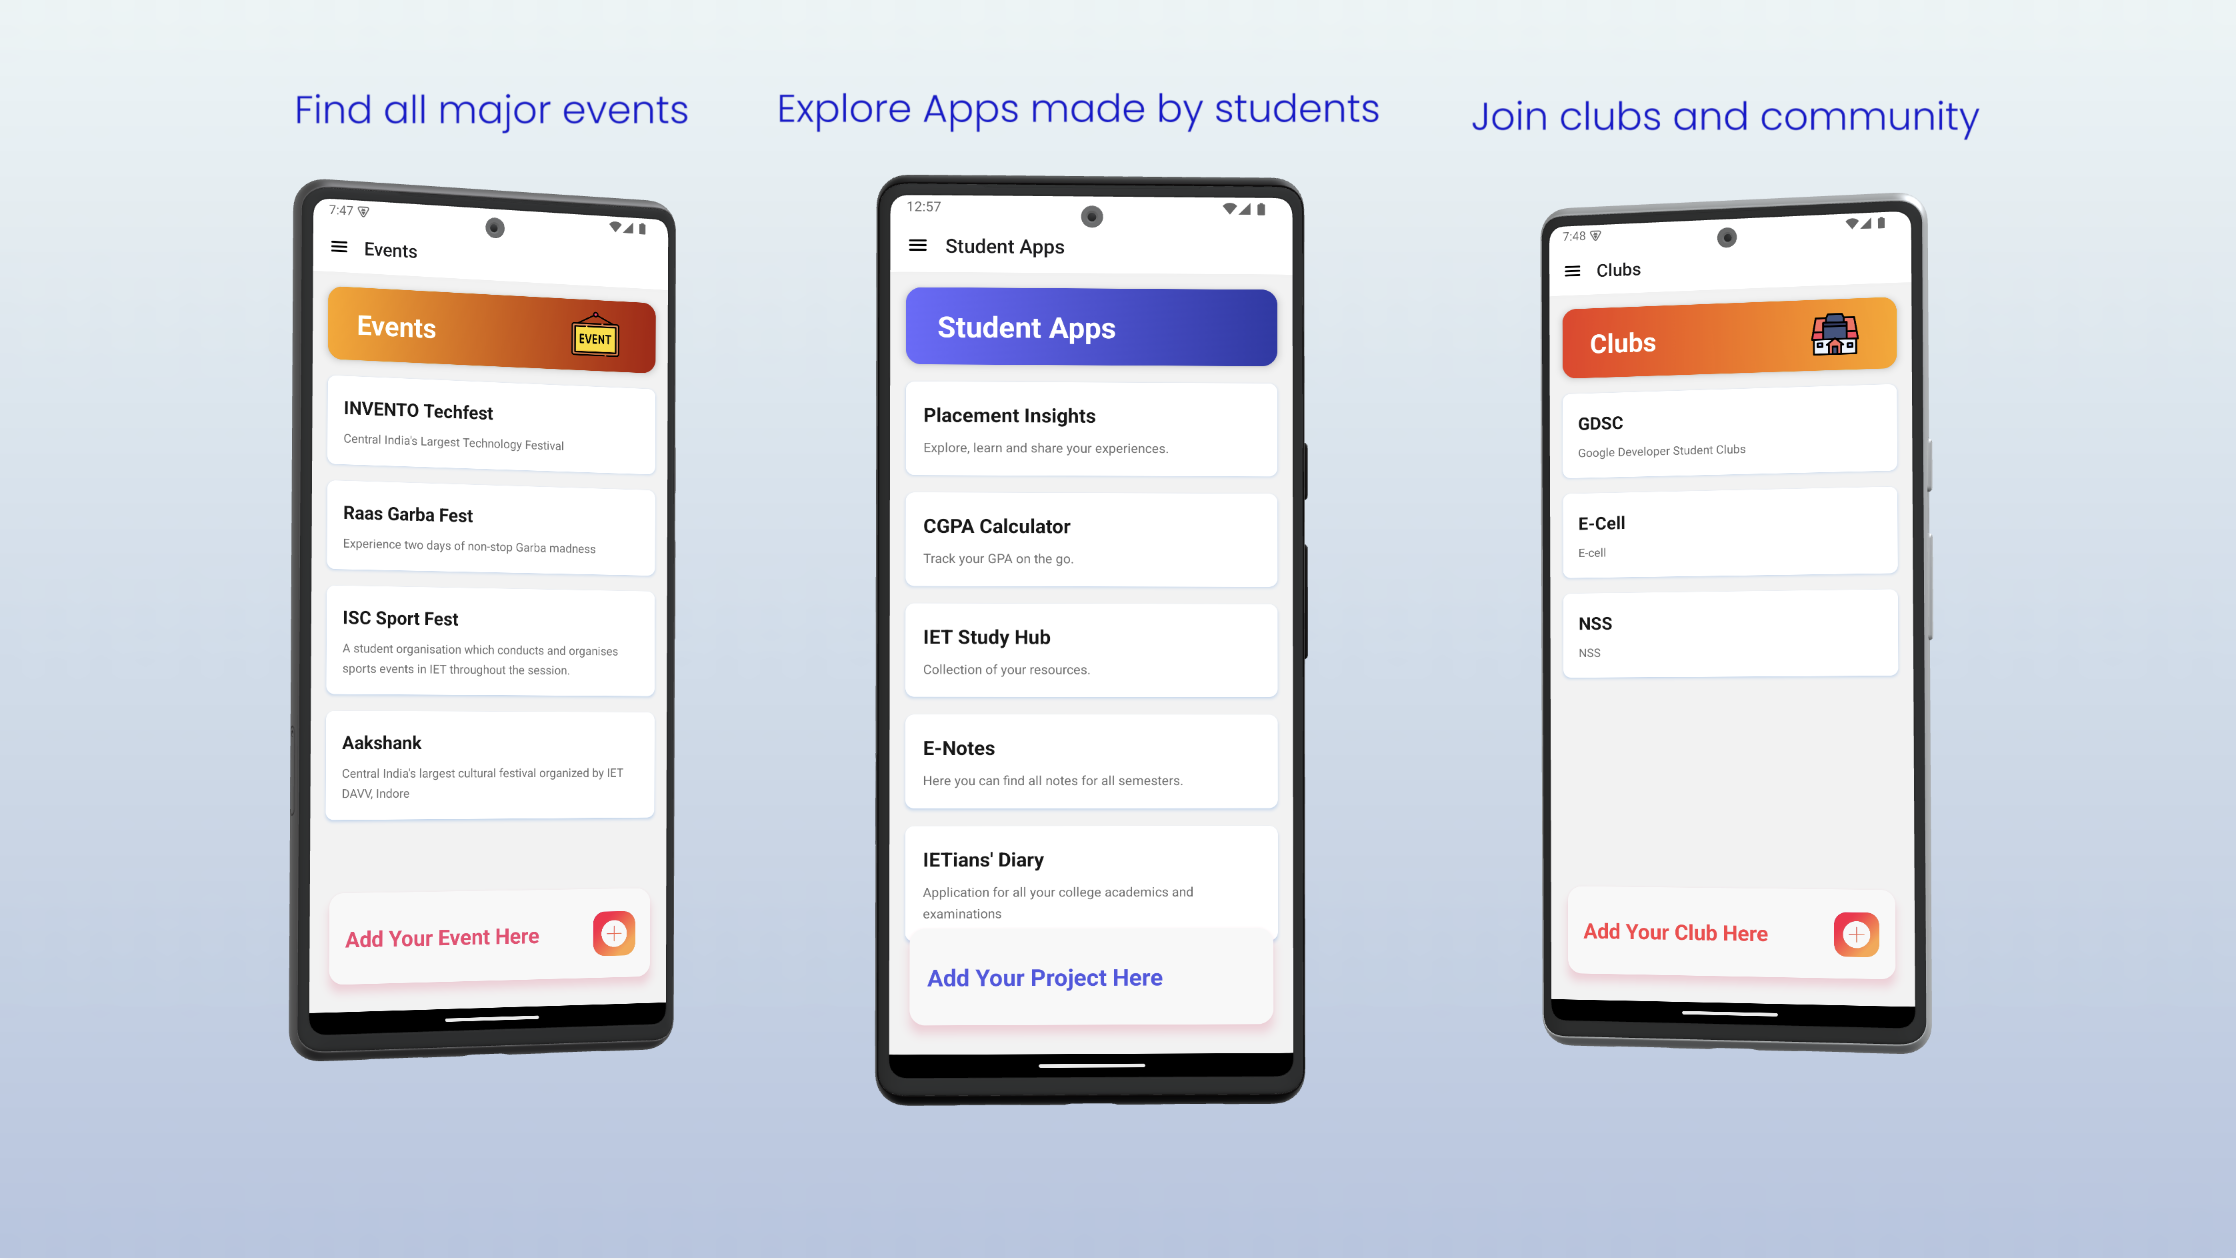 Find all major events
7:47
Events
Events
EVENT
INVENTO Techfest
Central India's Largest Technology Festival
Raas Garba Fest
Experience two days of non-stop Garba madness
ISC Sport Fest
A student organisation which conducts and organises
sports events in IET throughout the session.
Aakshank
Central India's largest cultural festival organized by IET
DAVV, Indore
Add Your Event Here
Explore Apps made by students
12:57
Student Apps
Student Apps
Placement Insights
Explore, learn and share your experiences.
CGPA Calculator
Track your GPA on the go.
IET Study Hub
Collection of your resources.
E-Notes
Here you can find all notes for all semesters.
IETians' Diary
Application for all your college academics and
examinations
Add Your Project Here
Join clubs and community
7:48
Clubs
Clubs
GDSC
Google Developer Student Clubs
E-Cell
E-cell
NSS
NSS
Add Your Club Here